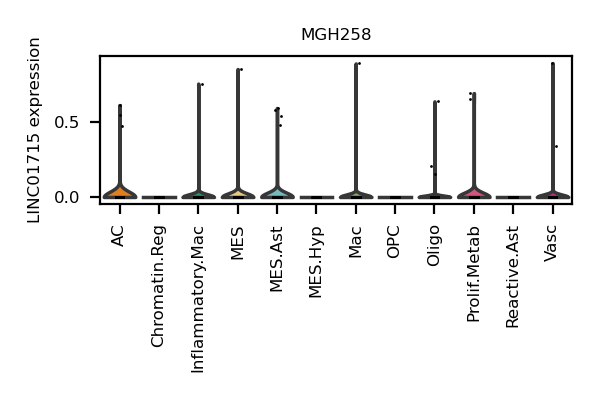 MGH258
LINC01715 expression
0.5
0.0
AC
Chromatin.Reg
Inflammatory.Mac
MES
MES.Ast
MES.Hyp
Mac
OPC
Oligo
Prolif.Metab
Reactive.Ast
Vasc